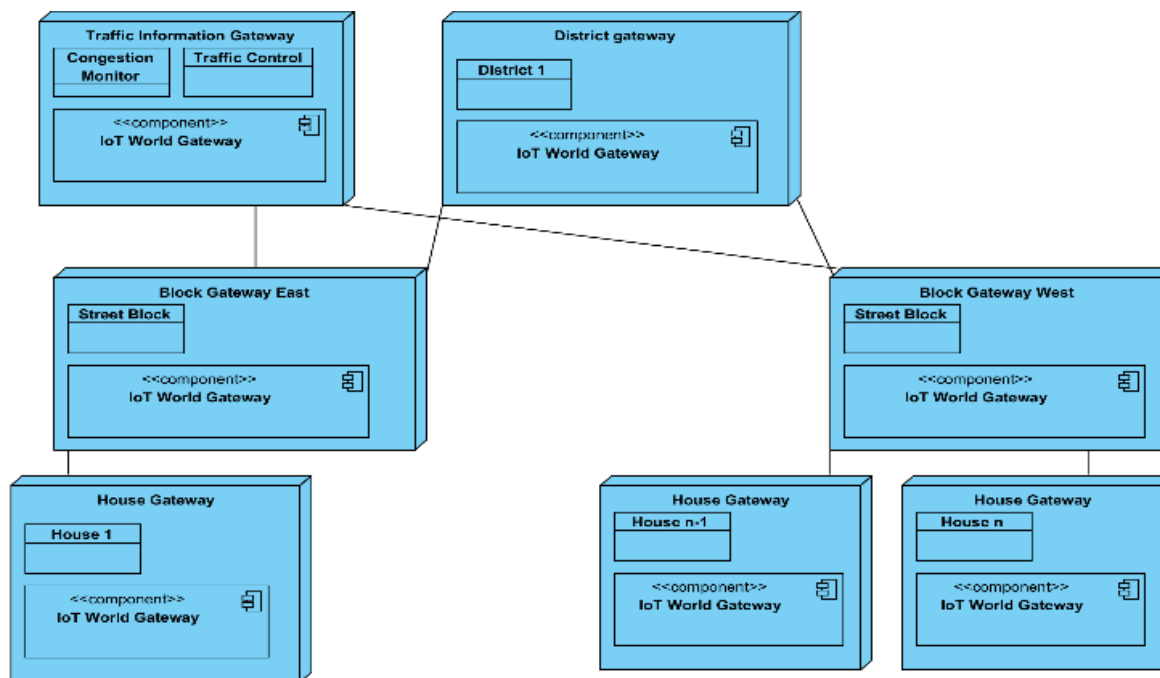 Traffic Information Gateway
Congestion
Monitor
Traffic Control
<<component>>
IoT World Gateway
District gateway
District 1
<<component>>
IoT World Gateway
Block Gateway East
Street Block
<<component>>
IoT World Gateway
Block Gateway West
Street Block
<<component>>
IoT World Gateway
House Gateway
House 1
<<component>>
IoT World Gateway
House Gateway
House n-1
<<component>>
IoT World Gateway
House Gateway
House n
<<component>>
IoT World Gateway